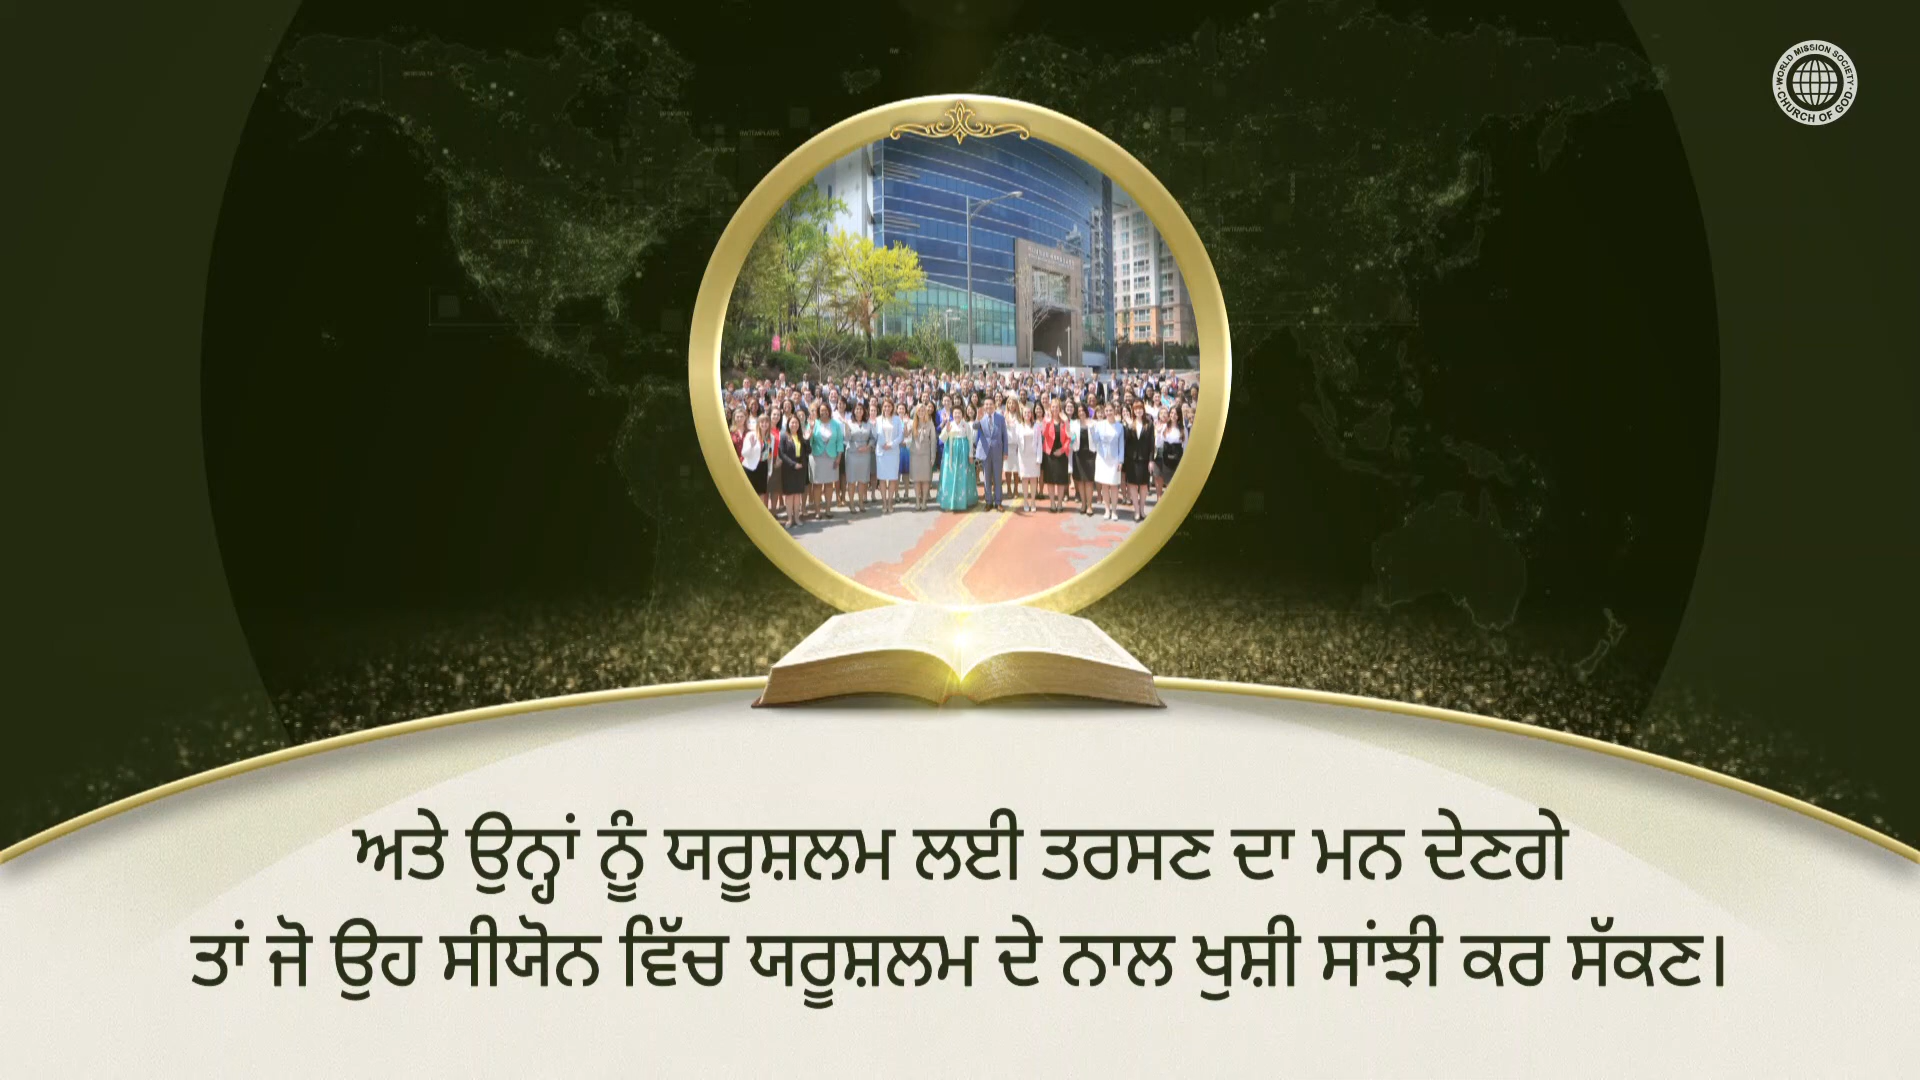 WORLD MISSION SOCIETY
CHURCH OF GOD
ਅਤੇ ਉਨ੍ਹਾਂ ਨੂੰ ਯਰੂਸ਼ਲਮ ਲਈ ਤਰਸਣ ਦਾ ਮਨ ਦੇਣਗੇ
ਤਾਂ ਜੋ ਉਹ ਸੀਯੋਨ ਵਿੱਚ ਯਰੂਸ਼ਲਮ ਦੇ ਨਾਲ ਖੁਸ਼ੀ ਸਾਂਝੀ ਕਰ ਸੱਕਣ।